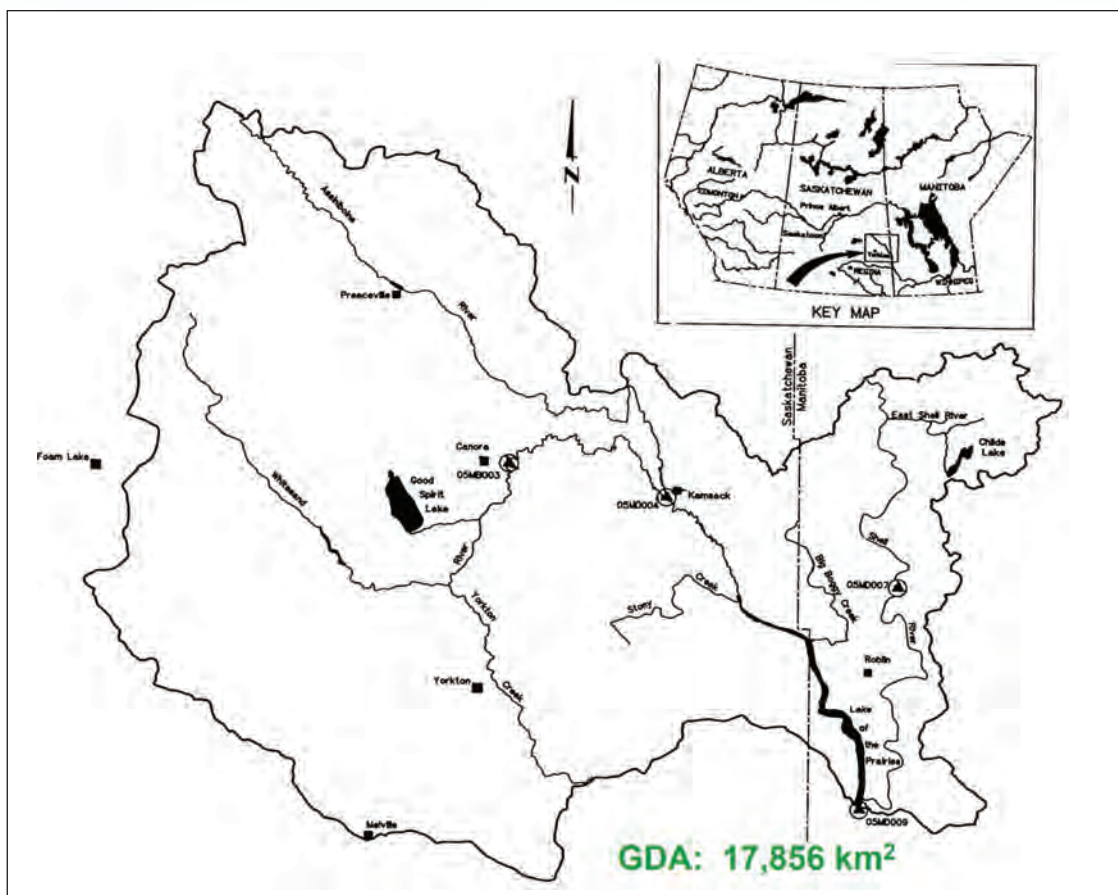 ALBERTA
EDMONTON
SASKATCHEWAN
Prince Albert
MANITOBA
Saskatoon
Yorkton
REGINA
WINNIPEG
KEY MAP
N
Assiniboine
River
Preeceville
Saskatchewan
Manitoba
East Shell River
Childs
Lake
Foam Lake
Canora
05MB003
Good
Spirit
Lake
Whitesand
River
Kamsack
05MD004
Shell
River
05MD007
Big Boggy Creek
Stony
Creek
Yorkton
Creek
Yorkton
Roblin
Lake
of
the
Prairies
05MD009
Melville
GDA: 17,856 km²